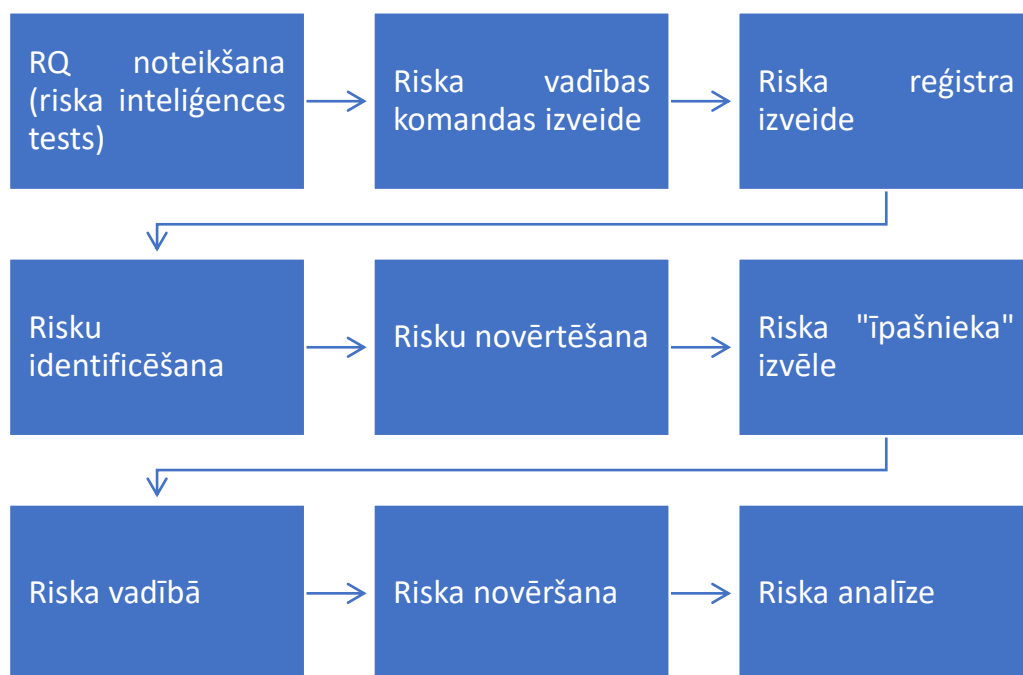 RQ noteikšana
(riska inteliģences
tests)
Riska vadības
komandas izveide
Riska reģistra
izveide
Risku
identificēšana
Risku novērtēšana
Riska "īpašnieka"
izvēle
Riska vadībā
Riska novēršana
Riska analīze